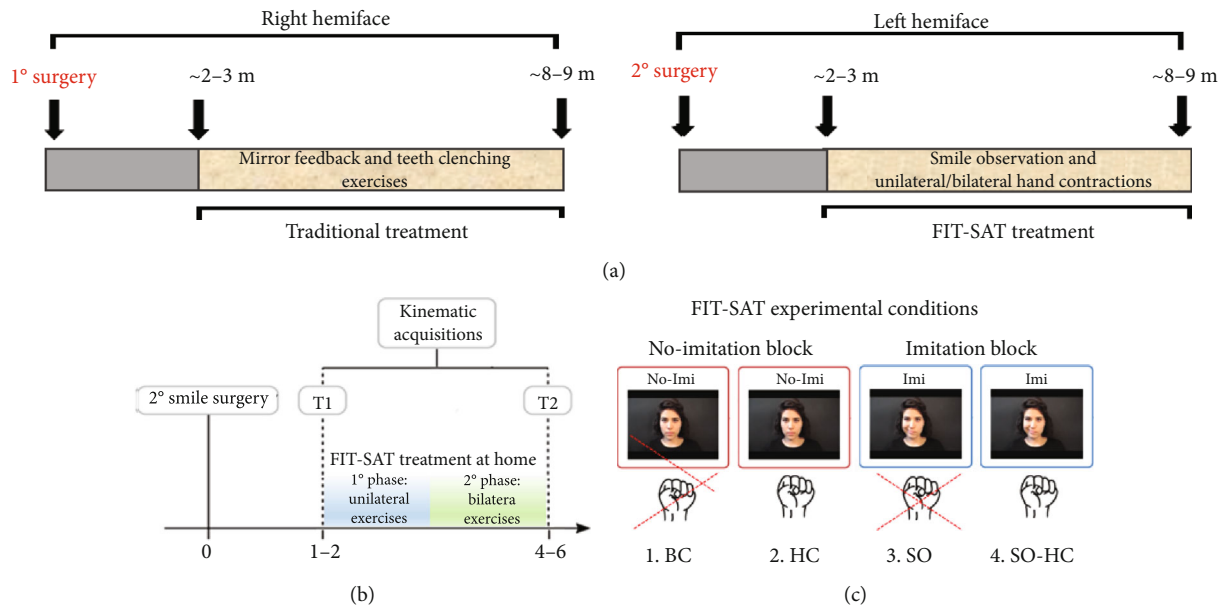 Right hemiface
1° surgery
~2–3 m
~8–9 m
Mirror feedback and teeth clenching
exercises
Traditional treatment
Left hemiface
2° surgery
~2–3 m
~8–9 m
Smile observation and
unilateral/bilateral hand contractions
FIT-SAT treatment
(a)
Kinematic
acquisitions
2° smile surgery
T1
T2
FIT-SAT treatment at home
1° phase:
unilateral
exercises
2° phase:
bilatera
exercises
0
1–2
4–6
(b)
FIT-SAT experimental conditions
No-imitation block
Imitation block
No-Imi
No-Imi
Imi
Imi
1. BC
2. HC
3. SO
4. SO-HC
(c)